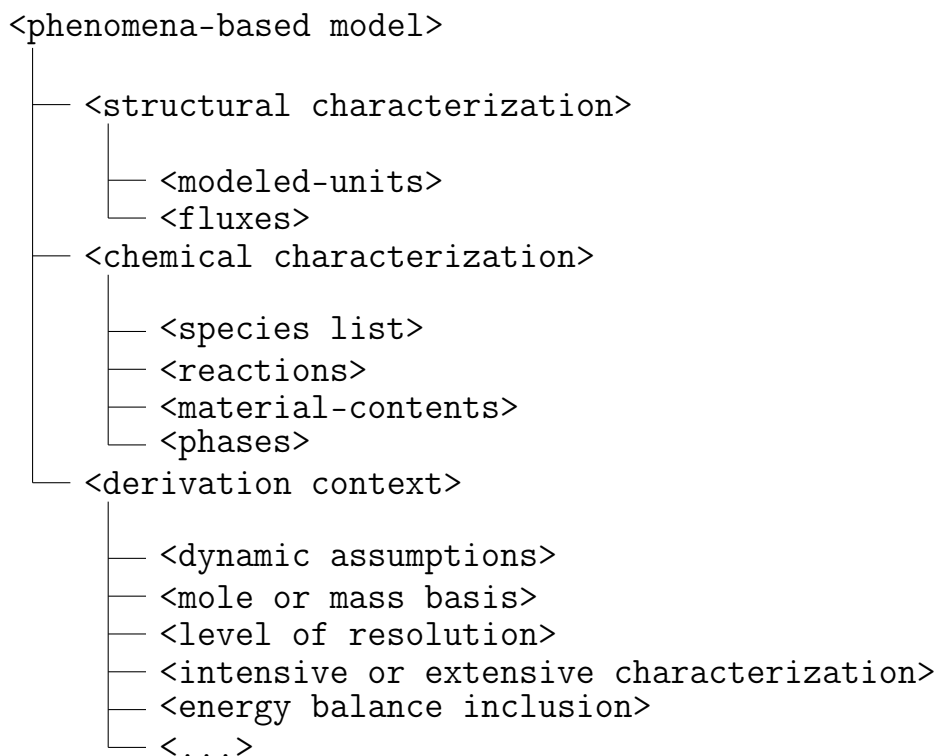 <phenomena-based model>
<structural characterization>
<modeled-units>
<fluxes>
<chemical characterization>
<species list>
<reactions>
<material-contents>
<phases>
<derivation context>
<dynamic assumptions>
<mole or mass basis>
<level of resolution>
<intensive or extensive characterization>
<energy balance inclusion>
<...>